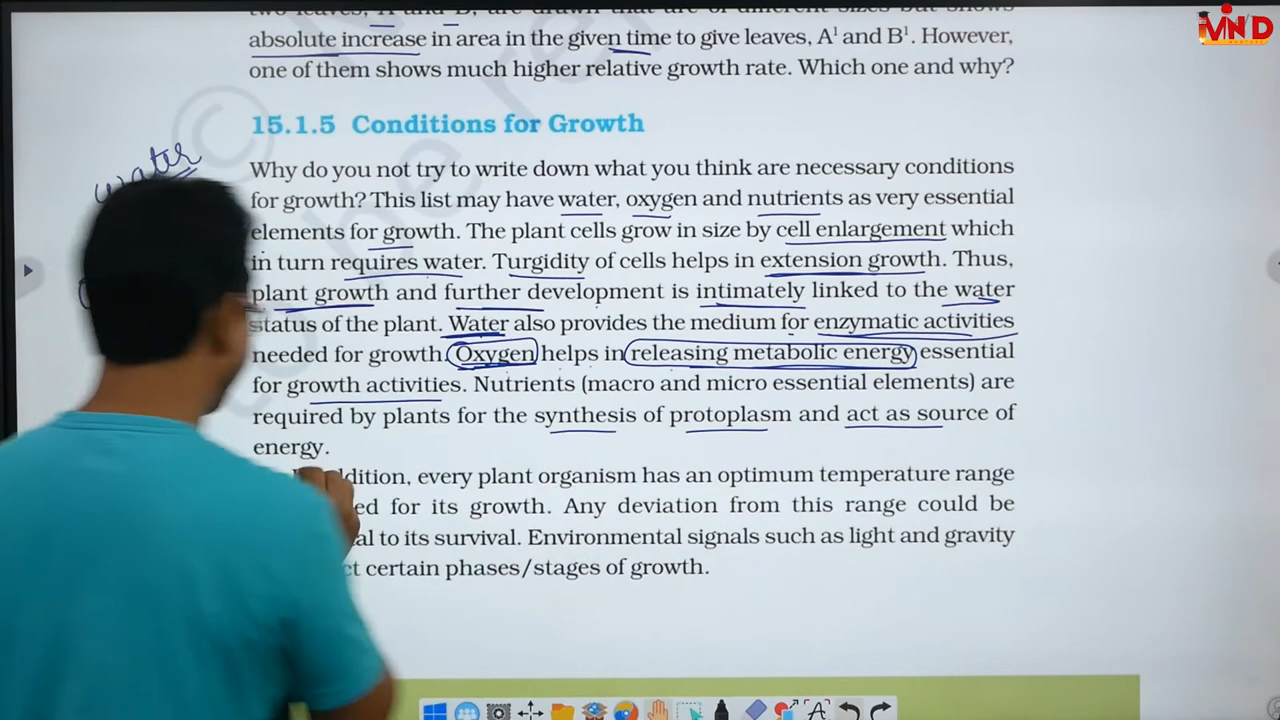 absolute increase in area in the given time to give leaves, A¹ and B¹. However,
one of them shows much higher relative growth rate. Which one and why?
15.1.5 Conditions for Growth
water
Why do you not try to write down what you think are necessary conditions
for growth? This list may have water, oxygen and nutrients as very essential
elements for growth. The plant cells grow in size by cell enlargement which
in turn requires water. Turgidity of cells helps in extension growth. Thus,
plant growth and further development is intimately linked to the water
status of the plant. Water also provides the medium for enzymatic activities
needed for growth. Oxygen helps in releasing metabolic energy essential
for growth activities. Nutrients (macro and micro essential elements) are
required by plants for the synthesis of protoplasm and act as source of
energy.
every plant organism has an optimum temperature range
for its growth. Any deviation from this range could be
to its survival. Environmental signals such as light and gravity
certain phases/stages of growth.
MIND